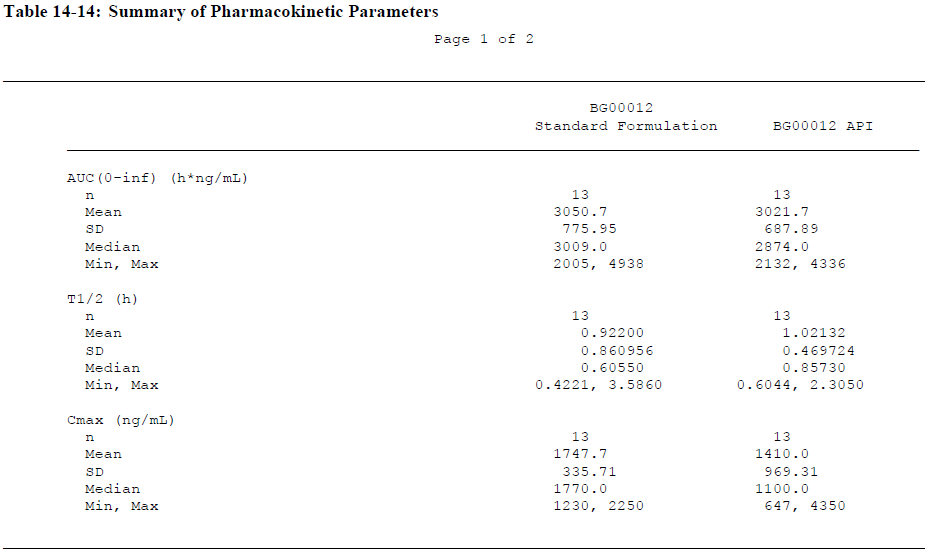 Table 14-14: Summary of Pharmacokinetic Parameters
Page 1 of 2
BG00012
Standard Formulation BG00012 API
AUC(0-inf) (h*ng/mL)
n 13 13
Mean 3050.7 3021.7
SD 775.95 687.89
Median 3009.0 2874.0
Min, Max 2005, 4938 2132, 4336
T1/2 (h)
n 13 13
Mean 0.92200 1.02132
SD 0.860956 0.469724
Median 0.60550 0.85730
Min, Max 0.4221, 3.5860 0.6044, 2.3050
Cmax (ng/mL)
n 13 13
Mean 1747.7 1410.0
SD 335.71 969.31
Median 1770.0 1100.0
Min, Max 1230, 2250 647, 4350